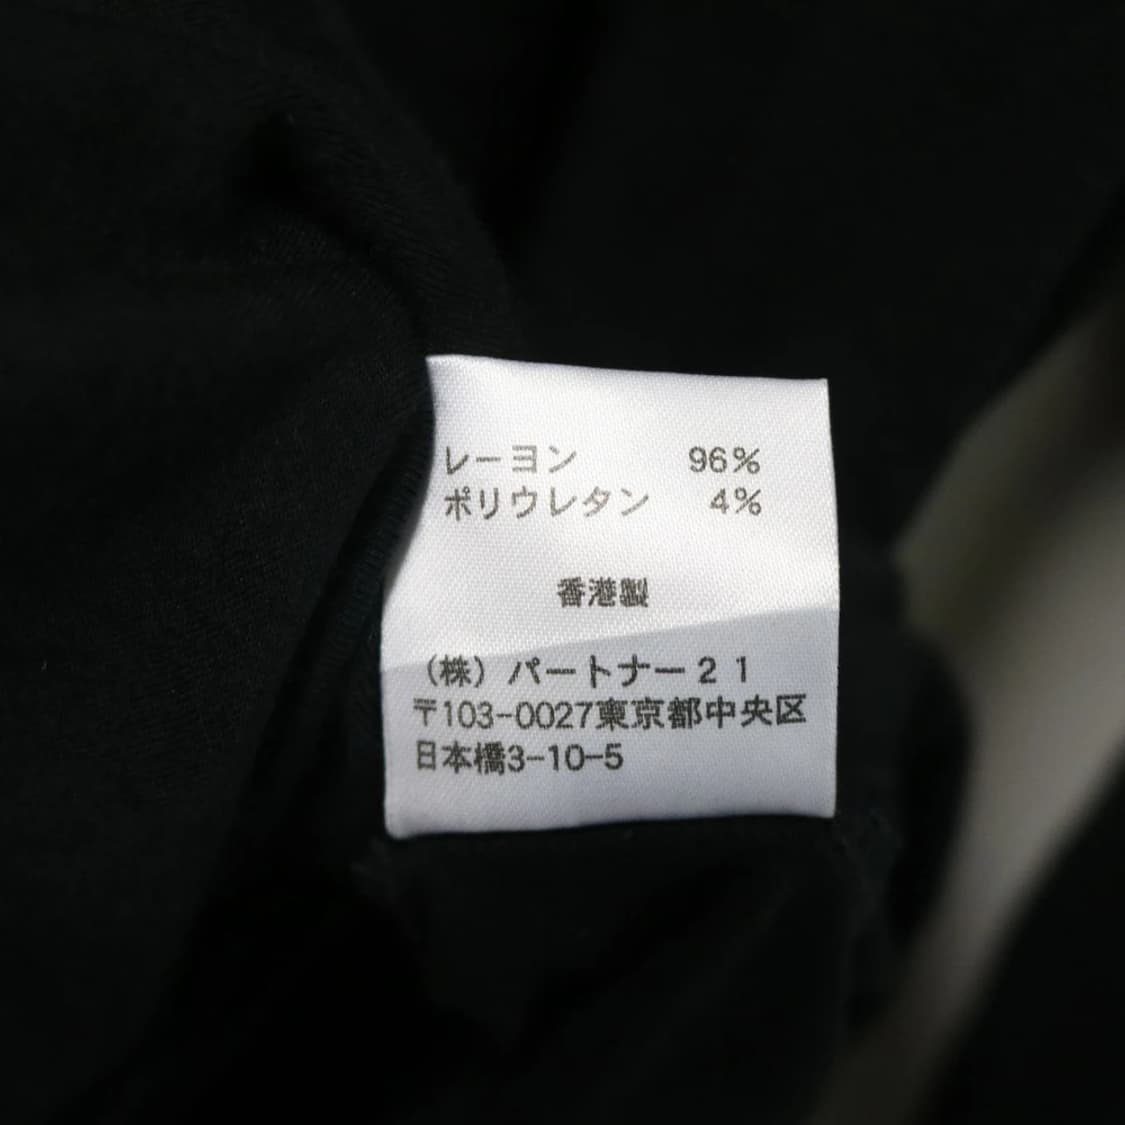 レーヨン 96%
ポリウレタン 4%
香港製
（株）パートナー２１
〒103-0027東京都中央区
日本橋3-10-5